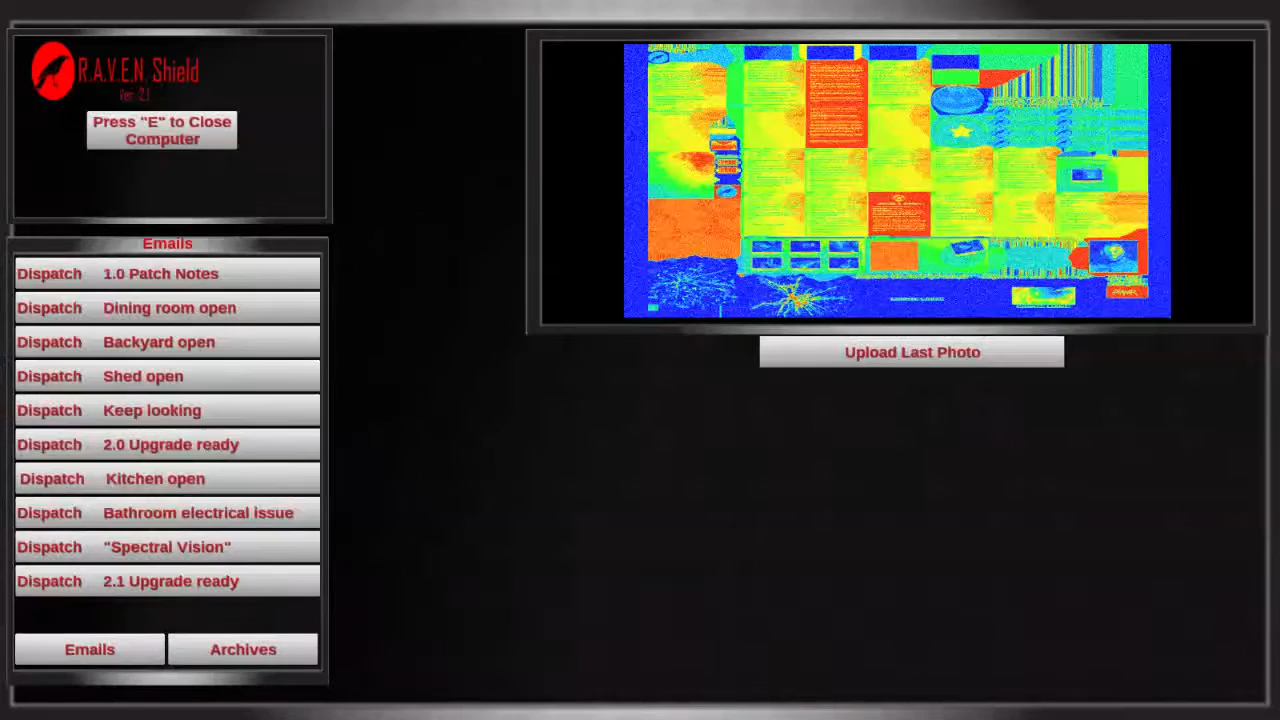 R.A.V.E.N. Shield
Ver. 2.1
Press "E" to Close
Computer
Emails
Dispatch 1.0 Patch Notes
Dispatch Dining room open
Dispatch Backyard open
Dispatch Shed open
Dispatch Keep looking
Dispatch 2.0 Upgrade ready
Dispatch Kitchen open
Dispatch Bathroom electrical issue
Dispatch "Spectral Vision"
Dispatch 2.1 Upgrade ready
Emails Archives
Upload Last Photo